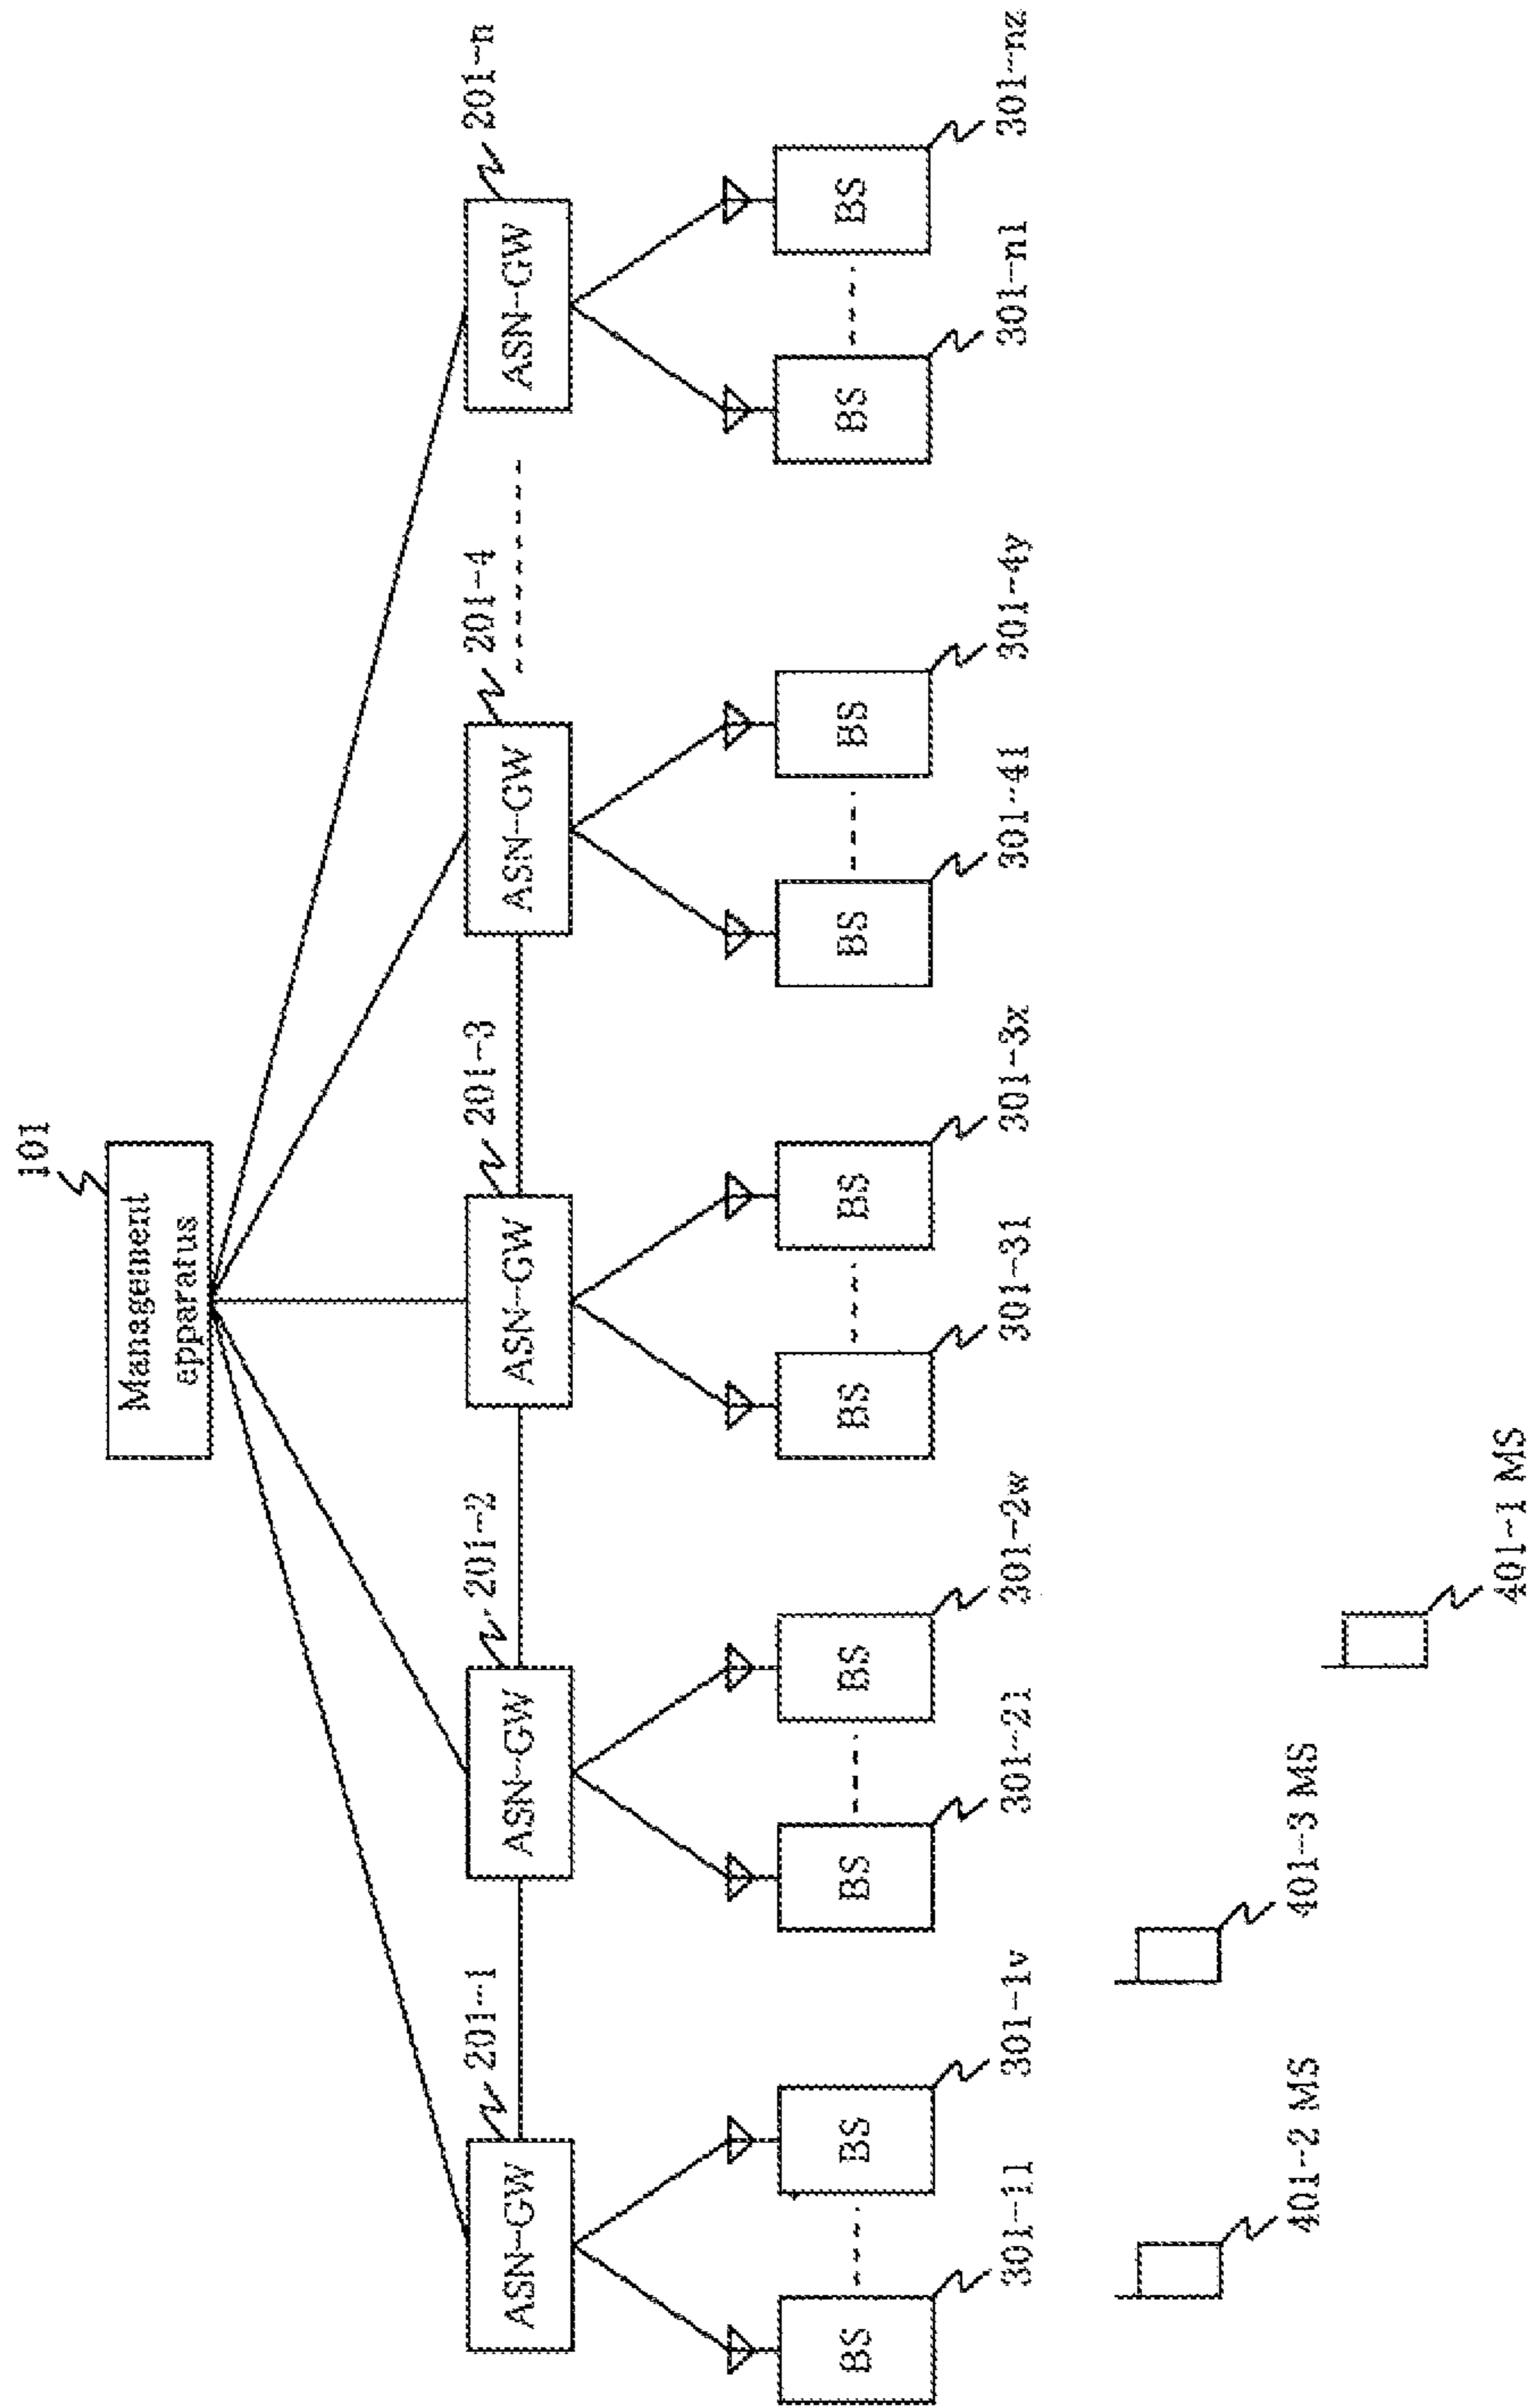 101
Management
apparatus
201-1
201-2
201-3
201-4
201-n
ASN-GW
ASN-GW
ASN-GW
ASN-GW
ASN-GW
BS
BS
BS
BS
BS
BS
BS
BS
BS
BS
301-11
301-1v
301-21
301-2w
301-31
301-3x
301-41
301-4y
301-n1
301-nz
401-2 MS
401-3 MS
401-1 MS